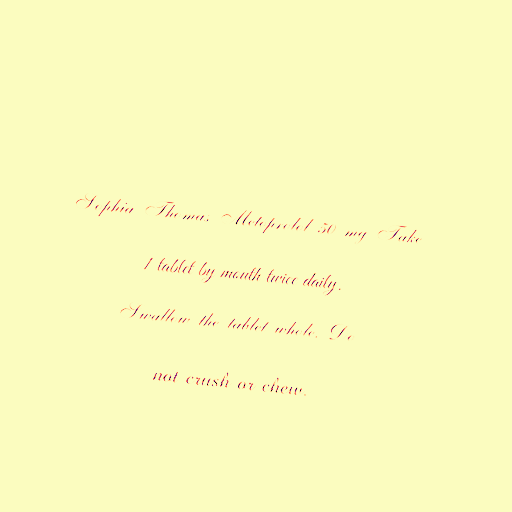 Sophia Thomas Metoprolol 50 mg Take
1 tablet by mouth twice daily.
Swallow the tablet whole. Do
not crush or chew.